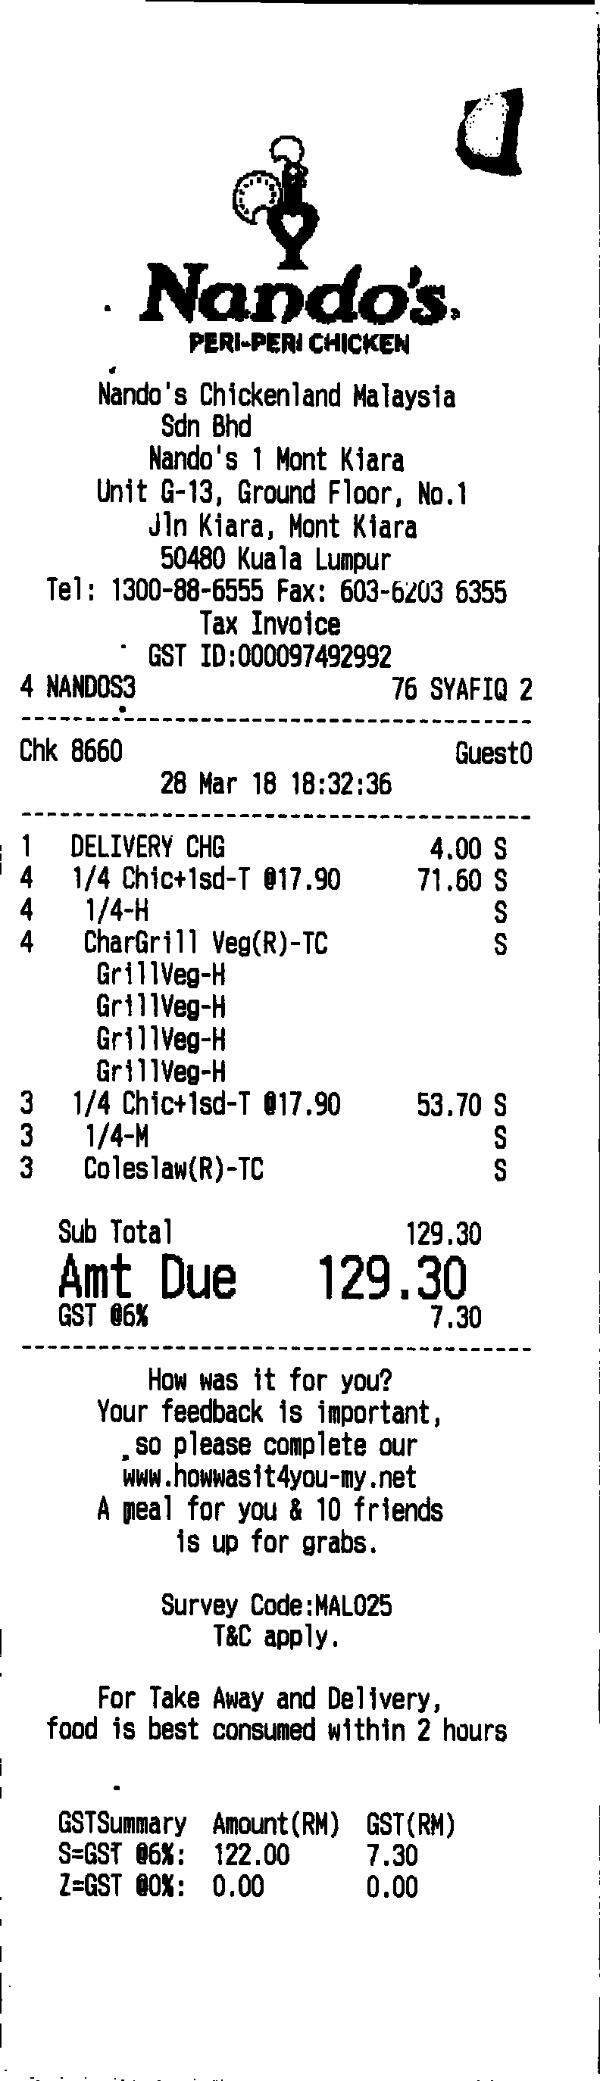 Nando's
PERI-PERI CHICKEN
Nando's Chickenland Malaysia
Sdn Bhd
Nando's 1 Mont Kiara
Unit G-13, Ground Floor, No.1
Jln Kiara, Mont Kiara
50480 Kuala Lumpur
Tel: 1300-88-6555 Fax: 603-6203 6355
Tax Invoice
GST ID:000097492992
4 NANDOS3 76 SYAFIQ 2
Chk 8660 Guest0
28 Mar 18 18:32:36
1 DELIVERY CHG 4.00 S
4 1/4 Chic+1sd-T @17.90 71.60 S
4 1/4-H S
4 CharGrill Veg(R)-TC S
GrillVeg-H
GrillVeg-H
GrillVeg-H
GrillVeg-H
3 1/4 Chic+1sd-T @17.90 53.70 S
3 1/4-M S
3 Coleslaw(R)-TC S
Sub Total 129.30
Amt Due 129.30
GST @6% 7.30
How was it for you?
Your feedback is important,
so please complete our
www.howwasit4you-my.net
A meal for you & 10 friends
is up for grabs.
Survey Code:MAL025
T&C apply.
For Take Away and Delivery,
food is best consumed within 2 hours
GSTSummary Amount(RM) GST(RM)
S=GST @6%: 122.00 7.30
Z=GST @0%: 0.00 0.00